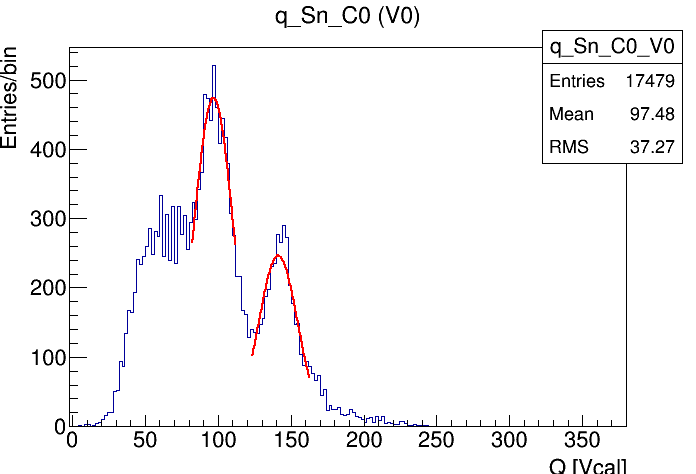 q_Sn_C0 (V0)
q_Sn_C0_V0
Entries 17479
Mean 97.48
RMS 37.27
Entries/bin
500
400
300
200
100
0
0 50 100 150 200 250 300 350
Q [Vcal]